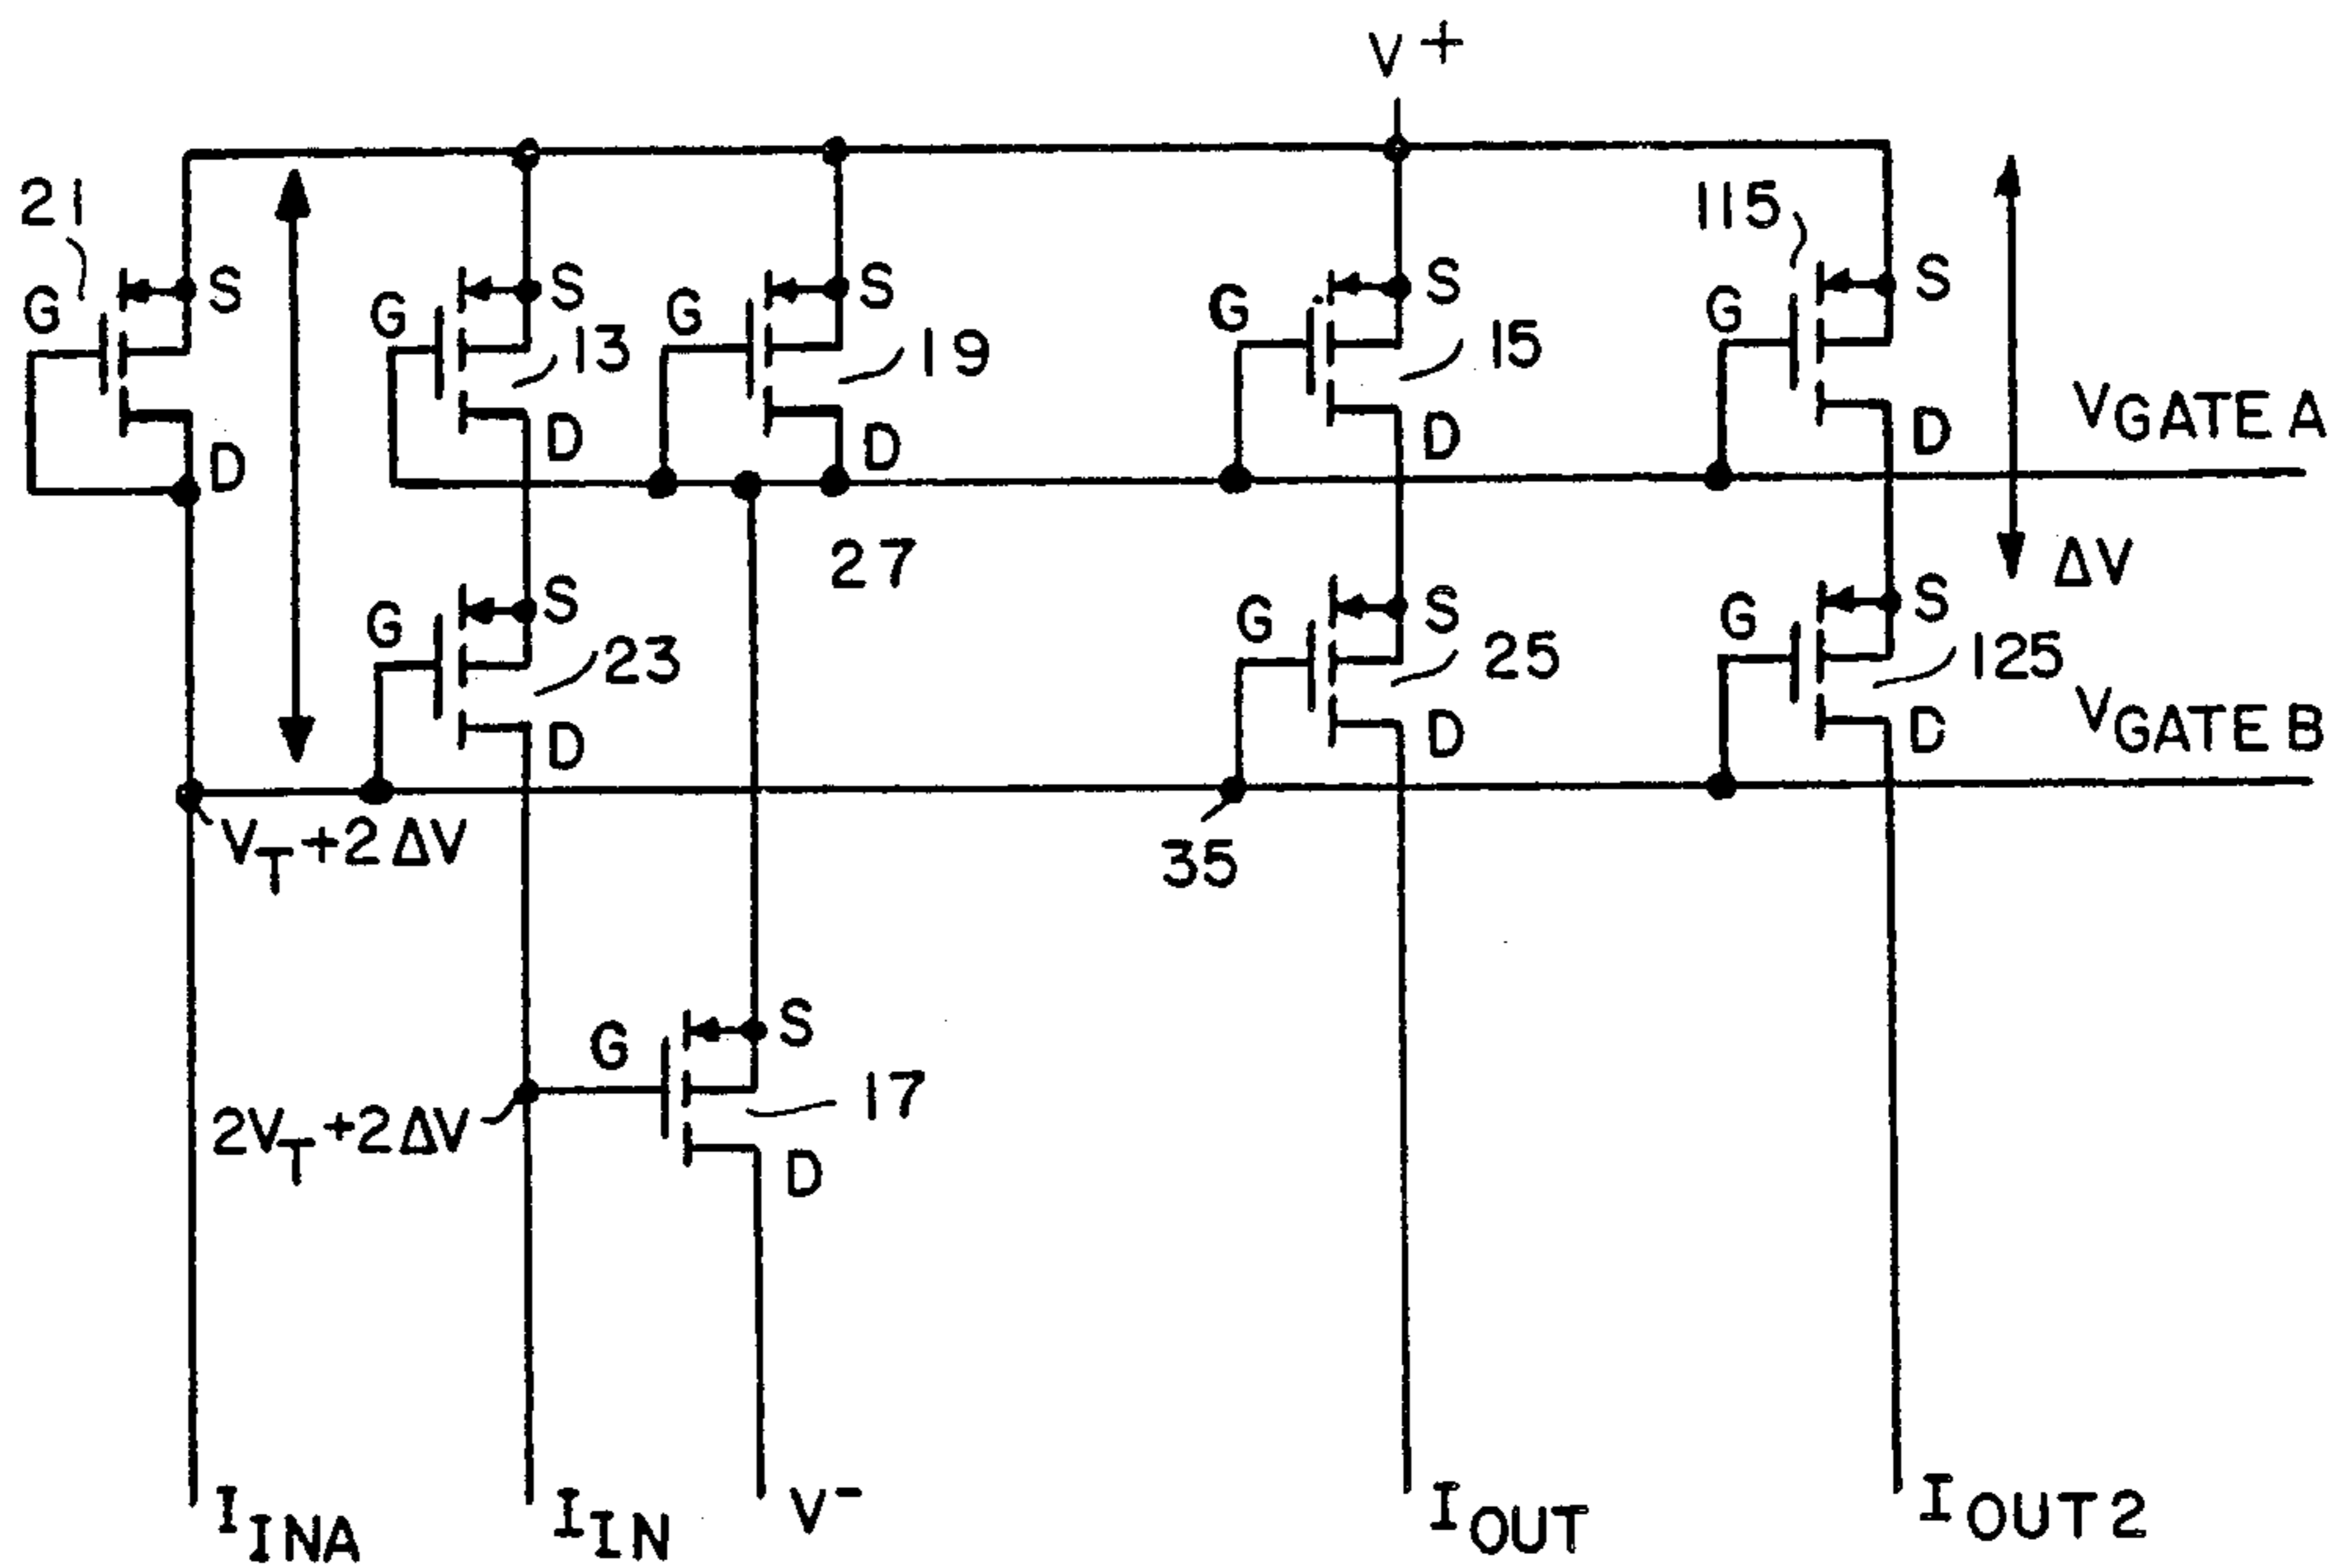 V+
21
G
S
D
G
S
13
D
G
S
19
D
G
S
15
D
115
G
S
D
VGATE A
27
ΔV
G
S
23
D
G
S
25
D
G
S
125
D
VGATE B
VT+2ΔV
35
G
S
17
D
2VT+2ΔV
IINA
IIN
V-
IOUT
IOUT2